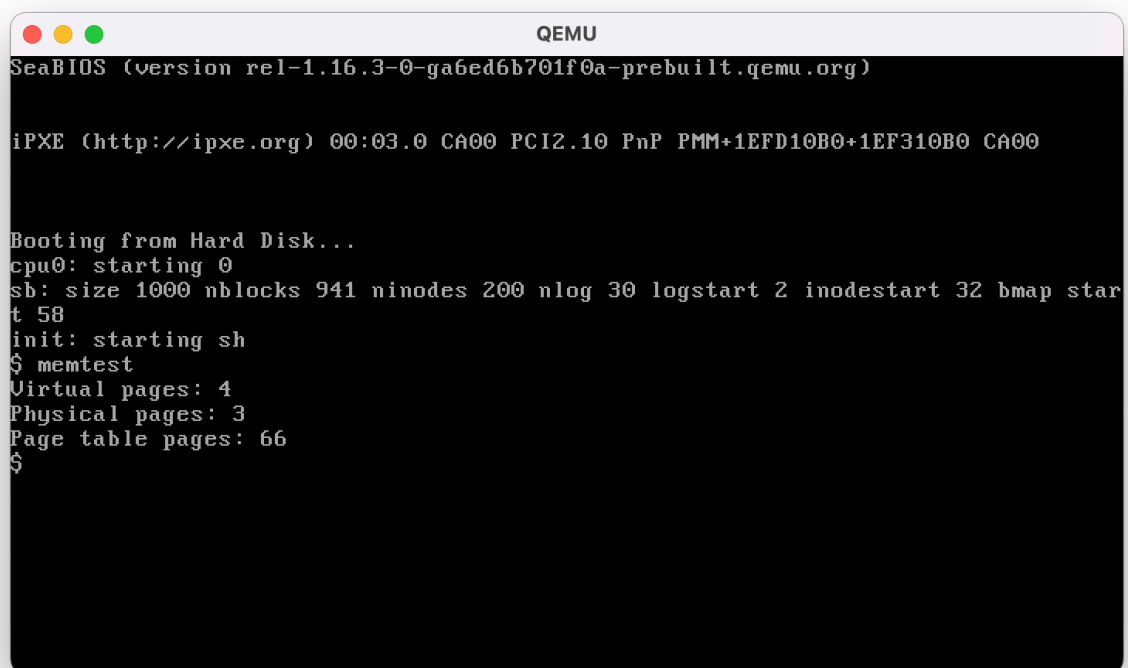 QEMU
SeaBIOS (version rel-1.16.3-0-ga6ed6b701f0a-prebuilt.qemu.org)
iPXE (http://ipxe.org) 00:03.0 CA00 PCI2.10 PnP PMM+1EFD10B0+1EF310B0 CA00
Booting from Hard Disk...
cpu0: starting 0
sb: size 1000 nblocks 941 ninodes 200 nlog 30 logstart 2 inodestart 32 bmap star
t 58
init: starting sh
$ memtest
Virtual pages: 4
Physical pages: 3
Page table pages: 66
$